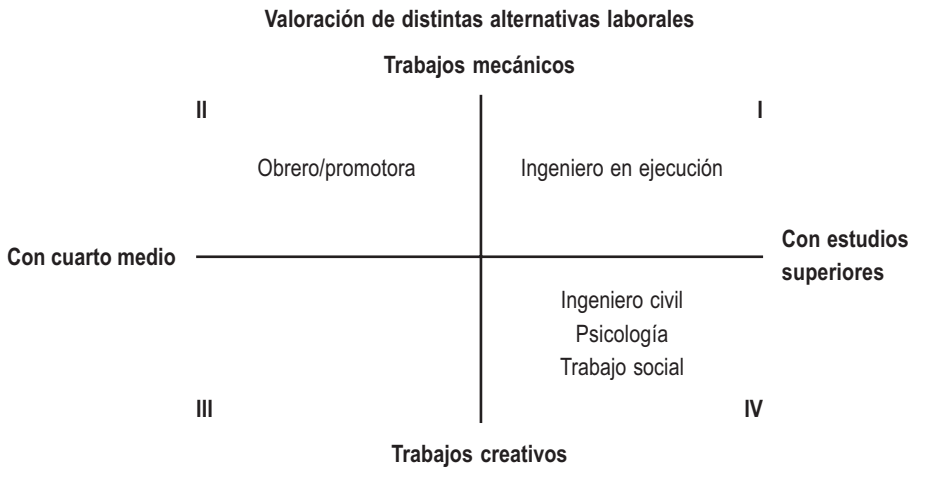 Valoración de distintas alternativas laborales
Trabajos mecánicos
II
I
Obrero/promotora
Ingeniero en ejecución
Con cuarto medio
Con estudios
superiores
Ingeniero civil
Psicología
Trabajo social
III
IV
Trabajos creativos